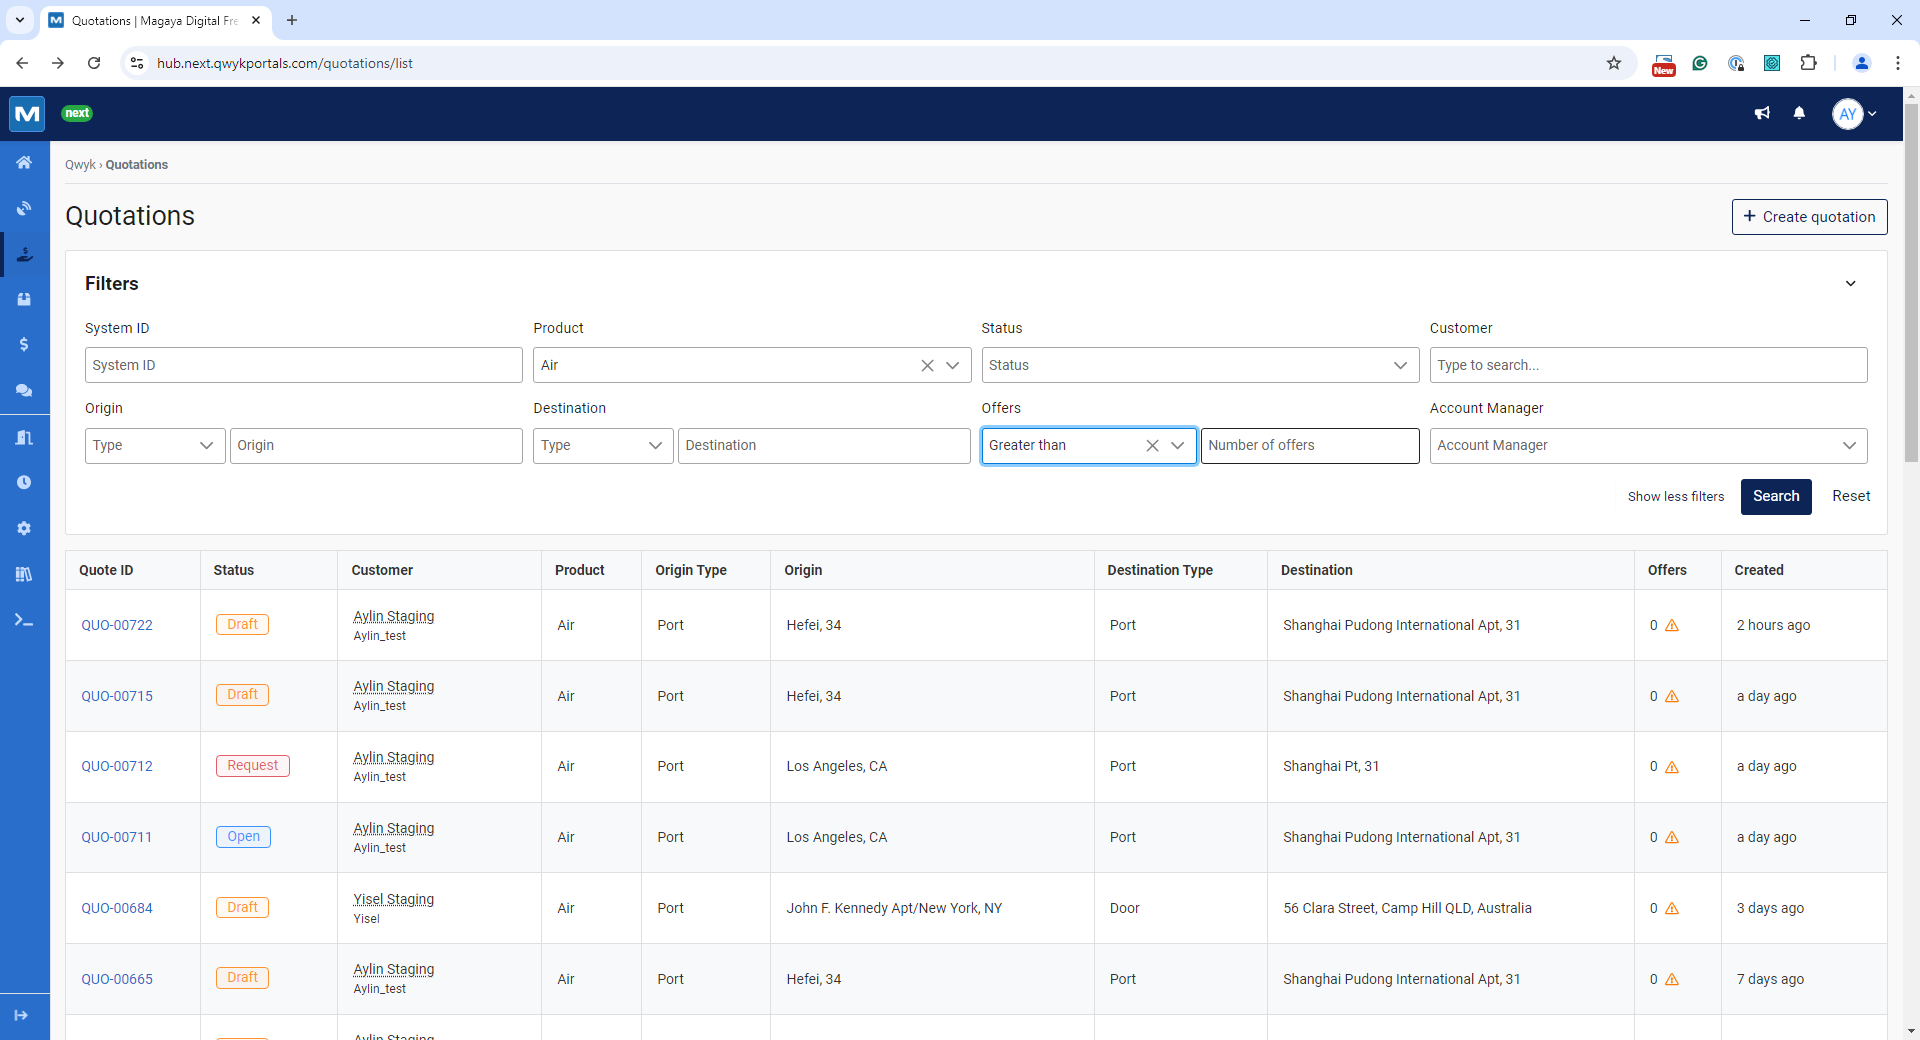 Quotations | Magaya Digital Fre
hub.next.qwykportals.com/quotations/list
New
M next AY
Qwyk › Quotations
Quotations
+ Create quotation
Filters
System ID Product Status Customer
System ID Air Status Type to search...
Origin Destination Offers Account Manager
Type Origin Type Destination Greater than Number of offers Account Manager
Show less filters Search Reset
Quote ID Status Customer Product Origin Type Origin Destination Type Destination Offers Created
QUO-00722 Draft Aylin Staging Air Port Hefei, 34 Port Shanghai Pudong International Apt, 31 0 2 hours ago
Aylin_test
QUO-00715 Draft Aylin Staging Air Port Hefei, 34 Port Shanghai Pudong International Apt, 31 0 a day ago
Aylin_test
QUO-00712 Request Aylin Staging Air Port Los Angeles, CA Port Shanghai Pt, 31 0 a day ago
Aylin_test
QUO-00711 Open Aylin Staging Air Port Los Angeles, CA Port Shanghai Pudong International Apt, 31 0 a day ago
Aylin_test
QUO-00684 Draft Yisel Staging Air Port John F. Kennedy Apt/New York, NY Door 56 Clara Street, Camp Hill QLD, Australia 0 3 days ago
Yisel
QUO-00665 Draft Aylin Staging Air Port Hefei, 34 Port Shanghai Pudong International Apt, 31 0 7 days ago
Aylin_test
Aylin Staging